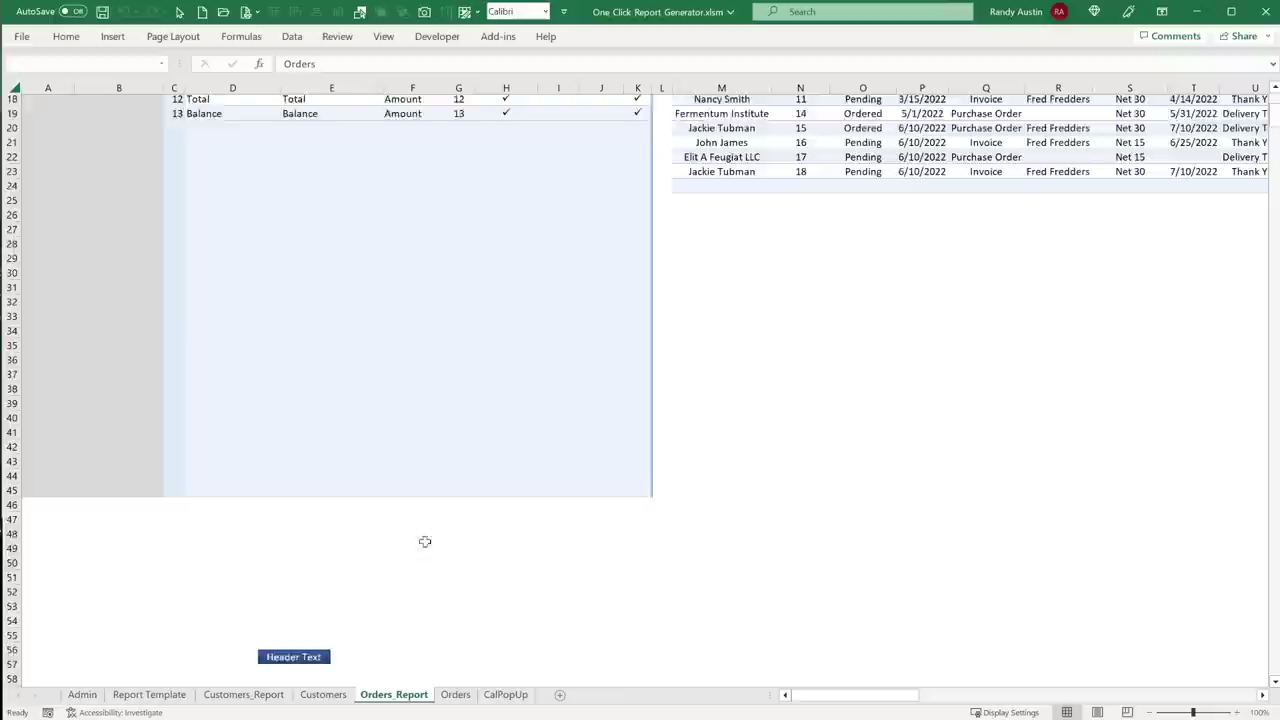 AutoSave Off Calibri One Click Report Generator.xlsm Search Randy Austin RA
File Home Insert Page Layout Formulas Data Review View Developer Add-ins Help Comments Share
fx Orders
A B C D E F G H I J K L M N O P Q R S T U
18 12 Total Total Amount 12 ✓ ✓ Nancy Smith 11 Pending 3/15/2022 Invoice Fred Fredders Net 30 4/14/2022 Thank Y
19 13 Balance Balance Amount 13 ✓ ✓ Fermentum Institute 14 Ordered 5/1/2022 Purchase Order Net 30 5/31/2022 Delivery T
20 Jackie Tubman 15 Ordered 6/10/2022 Purchase Order Fred Fredders Net 30 7/10/2022 Delivery T
21 John James 16 Pending 6/10/2022 Invoice Fred Fredders Net 15 6/25/2022 Thank Y
22 Elit A Feugiat LLC 17 Pending 6/10/2022 Purchase Order Net 15 Delivery T
23 Jackie Tubman 18 Pending 6/10/2022 Invoice Fred Fredders Net 30 7/10/2022 Thank Y
24
25
26
27
28
29
30
31
32
33
34
35
36
37
38
39
40
41
42
43
44
45
46
47
48
49
50
51
52
53
54
55
56 Header Text
57
58
Admin Report Template Customers_Report Customers Orders_Report Orders CalPopUp
Ready Accessibility: Investigate Display Settings 100%